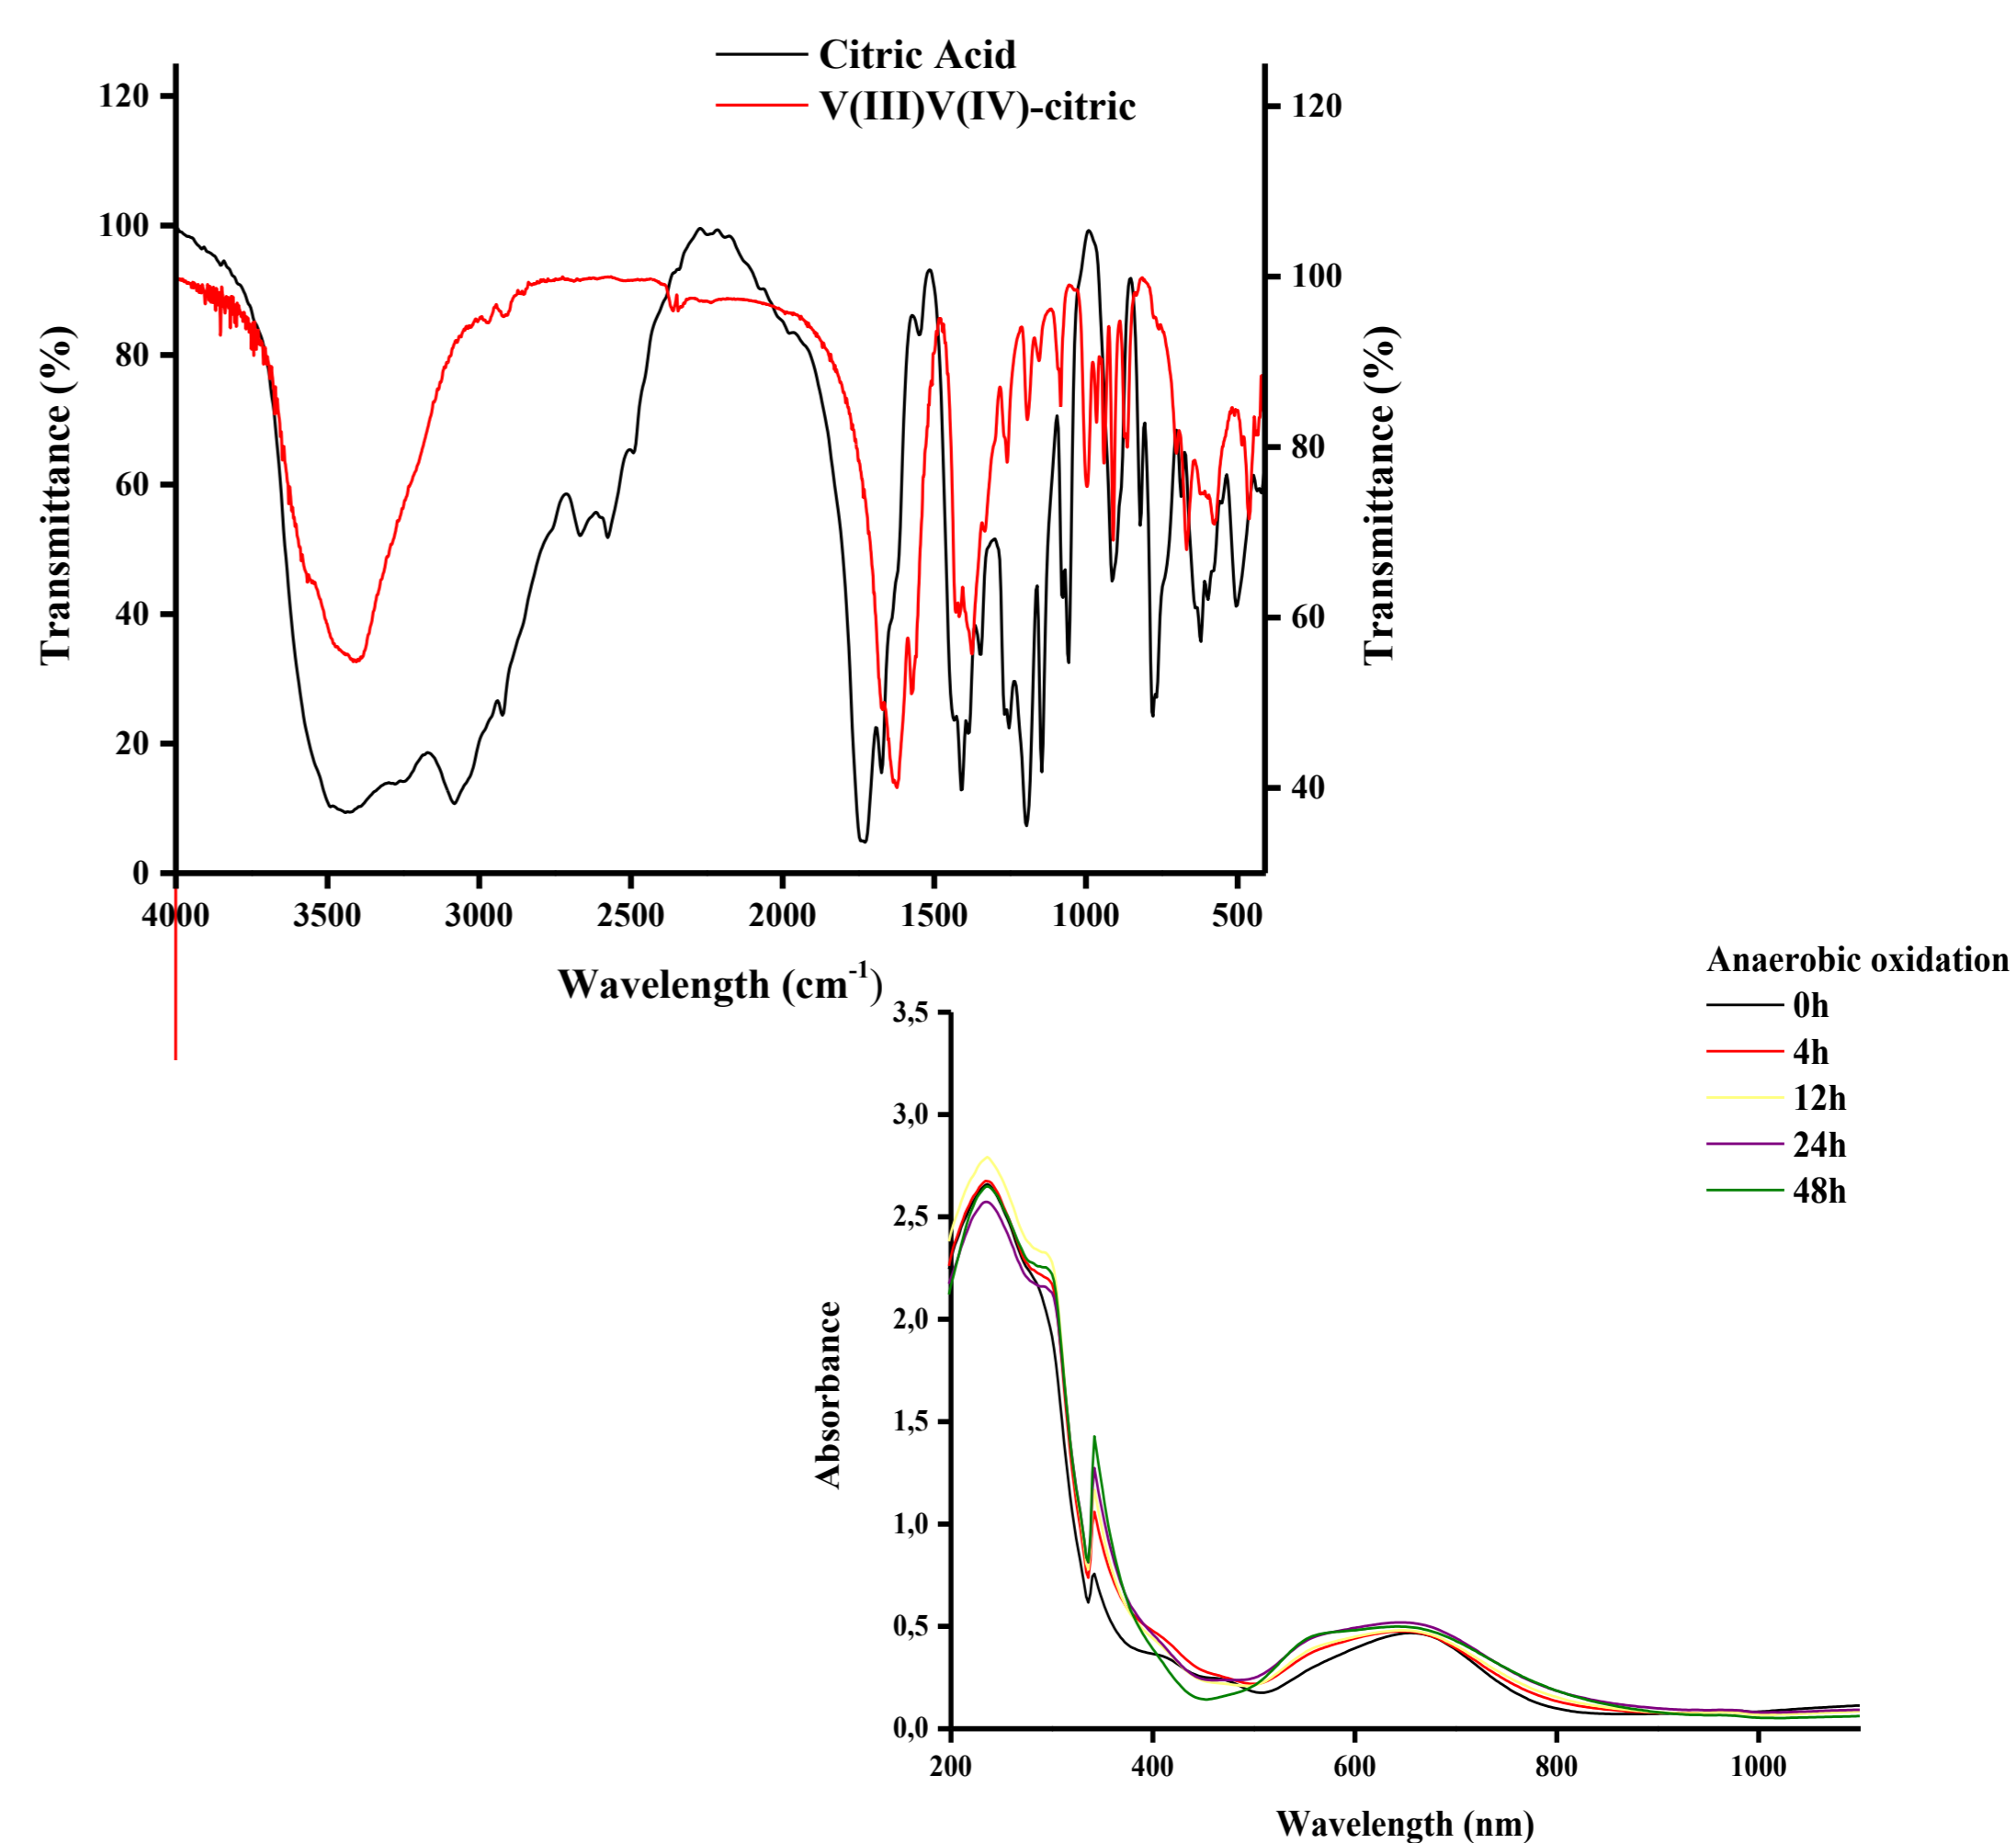 Citric Acid
V(III)V(IV)-citric
120
100
80
60
40
20
0
Transmittance (%)
120
100
80
60
40
Transmittance (%)
4000 3500 3000 2500 2000 1500 1000 500
Wavelength (cm-1)
Anaerobic oxidation
0h
4h
12h
24h
48h
3,5
3,0
2,5
2,0
1,5
1,0
0,5
0,0
Absorbance
200 400 600 800 1000
Wavelength (nm)